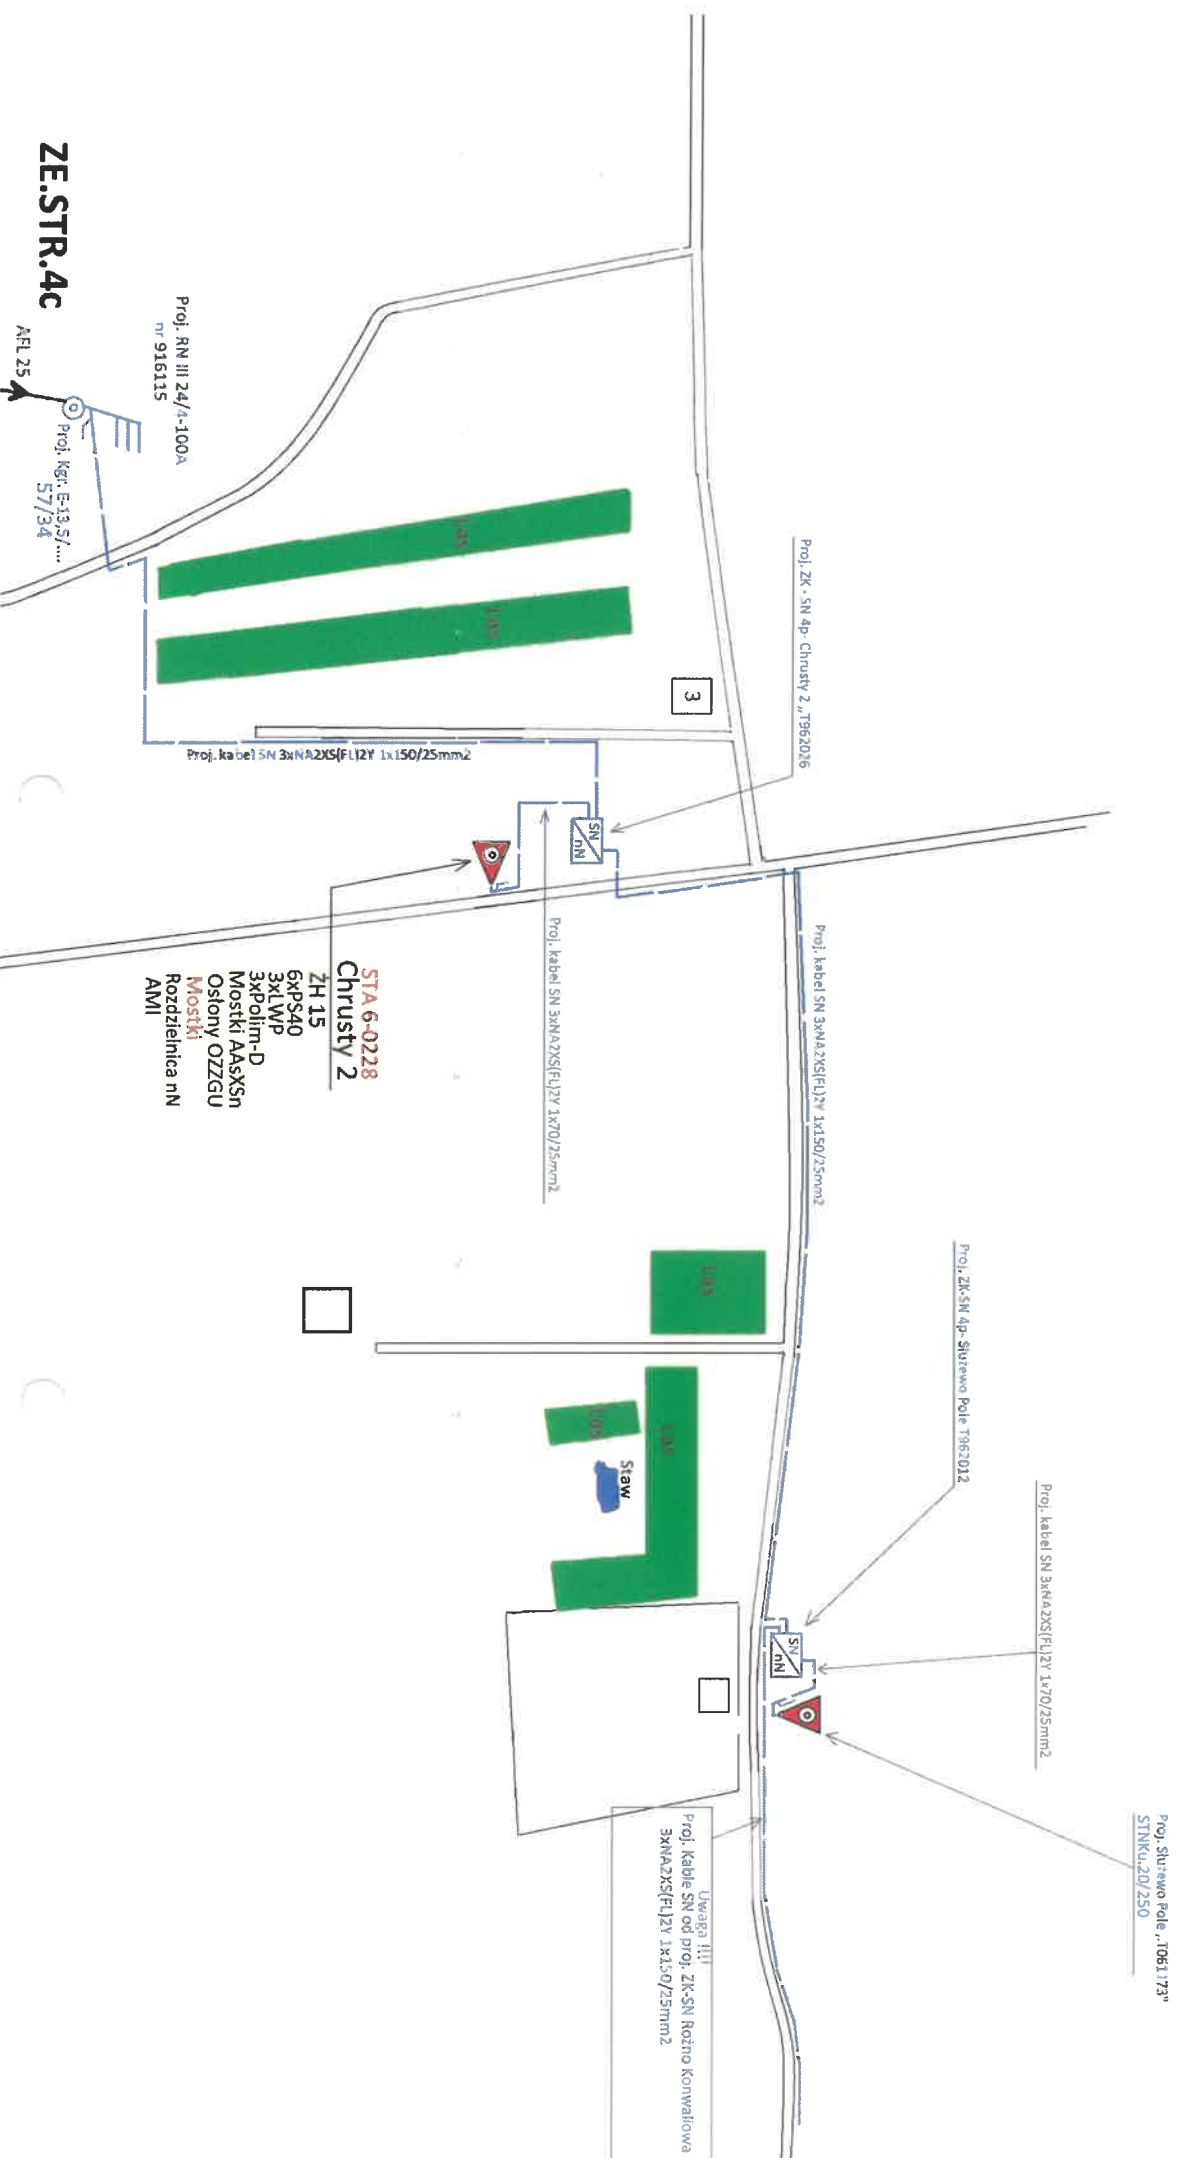 ZE.STR.4c
AFL 25
Proj. RN III 24/4-100A
nr 916115
Proj. Kgr. E-13,5/....
57/34
Las
Las
3
Proj. kabel SN 3xNA2XS(FL)2Y 1x150/25mm2
Proj. ZK - SN 4p- Chrusty 2 „T962026
SN
nN
Proj. kabel SN 3xNA2XS(FL)2Y 1x70/25mm2
STA 6-0228
Chrusty 2
ŻH 15
6xPS40
3xLWP
3xPolim-D
Mostki AAsXSn
Osłony OZZGU
Mostki
Rozdzielnica nN
AMI
Proj. kabel SN 3xNA2XS(FL)2Y 1x150/25mm2
Las
Las
Las
Staw
Proj. ZK-SN 4p- Służewo Pole T962012
SN
nN
Proj. kabel SN 3xNA2XS(FL)2Y 1x70/25mm2
Proj. Służewo Pole „T061173"
STNKu.20/250
Uwaga !!!!
Proj. Kable SN od proj. ZK-SN Rożno Konwaliowa
3xNA2XS(FL)2Y 1x150/25mm2